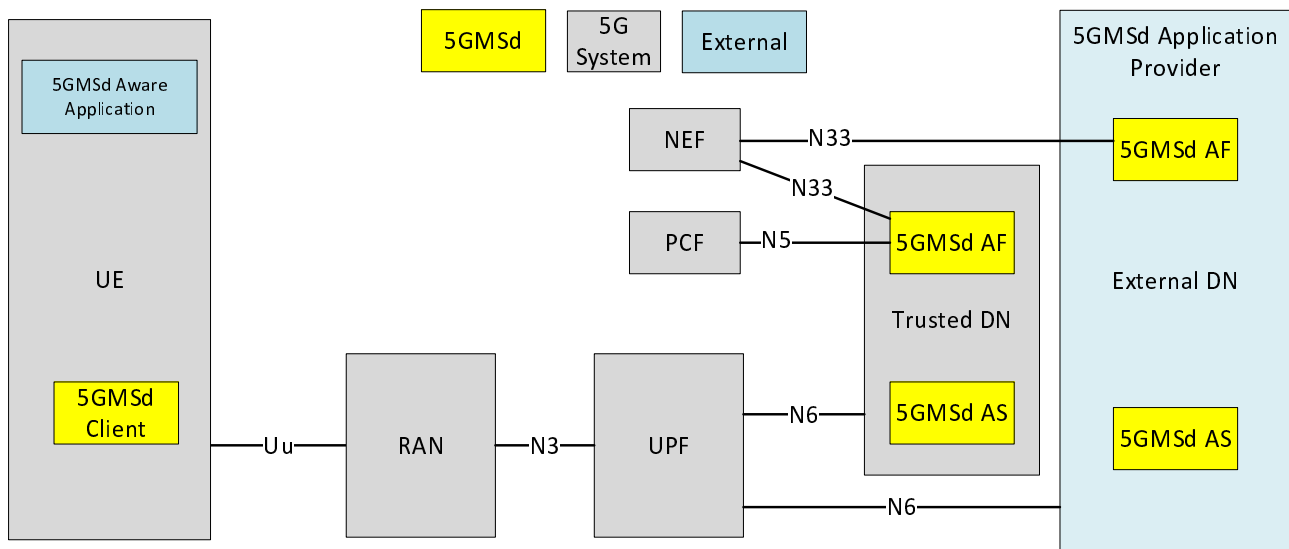 5GMSd
5G
System
External
5GMSd Application
Provider
5GMSd Aware
Application
NEF
N33
5GMSd AF
N33
PCF
N5
5GMSd AF
UE
External DN
Trusted DN
5GMSd
Client
5GMSd AS
N6
5GMSd AS
Uu
RAN
N3
UPF
N6